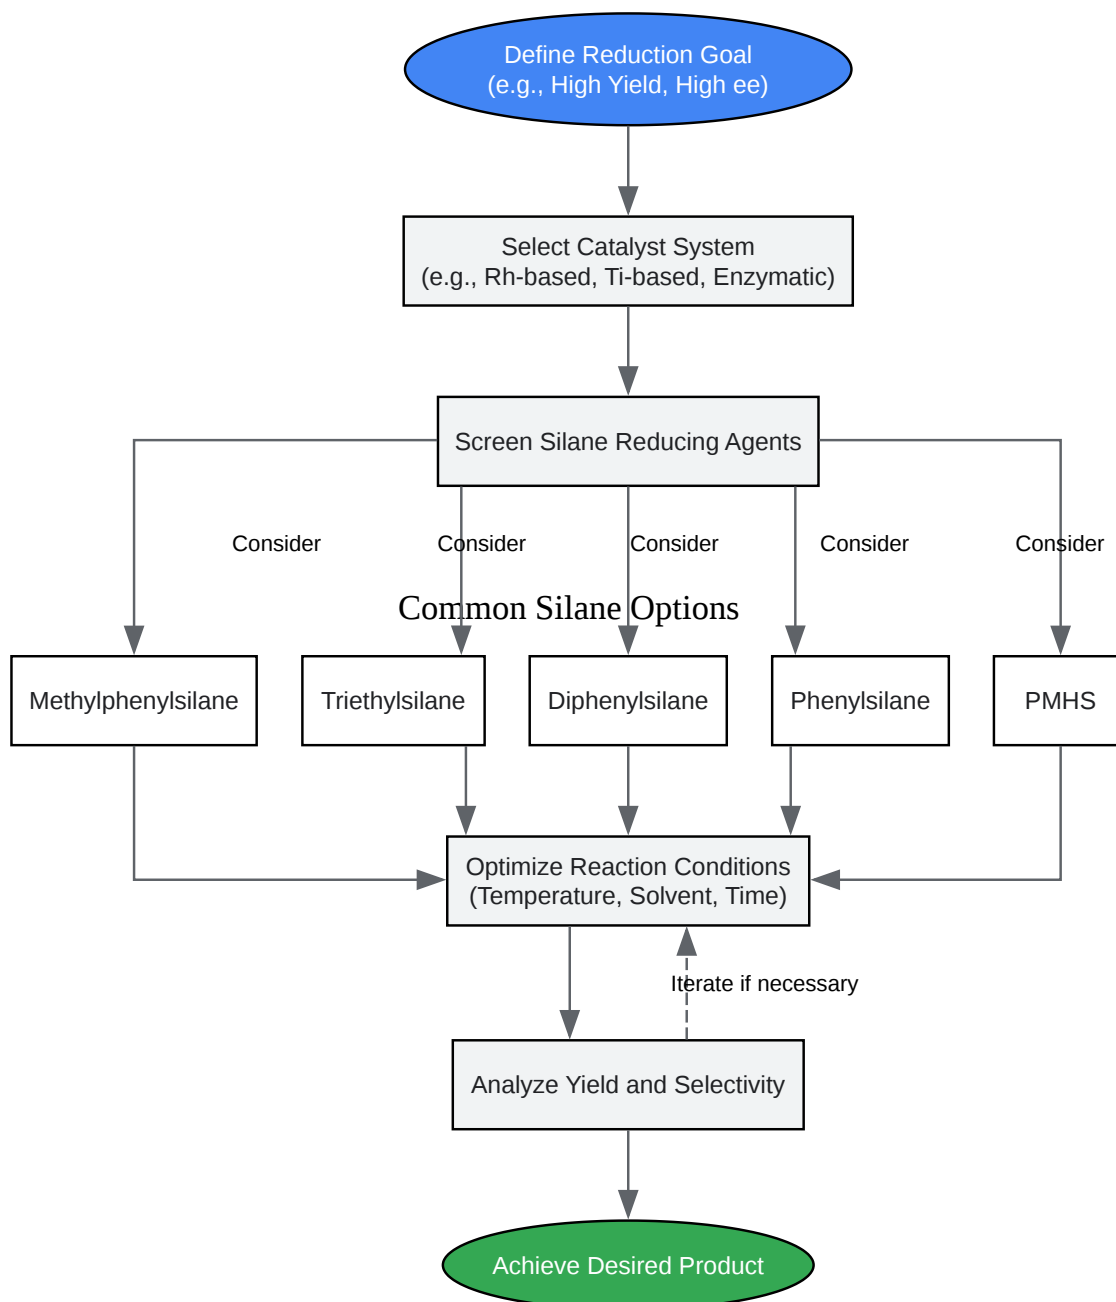 Define Reduction Goal
(e.g., High Yield, High ee)
Select Catalyst System
(e.g., Rh-based, Ti-based, Enzymatic)
Screen Silane Reducing Agents
Consider
Consider
Consider
Consider
Consider
Common Silane Options
Methylphenylsilane
Triethylsilane
Diphenylsilane
Phenylsilane
PMHS
Optimize Reaction Conditions
(Temperature, Solvent, Time)
Iterate if necessary
Analyze Yield and Selectivity
Achieve Desired Product